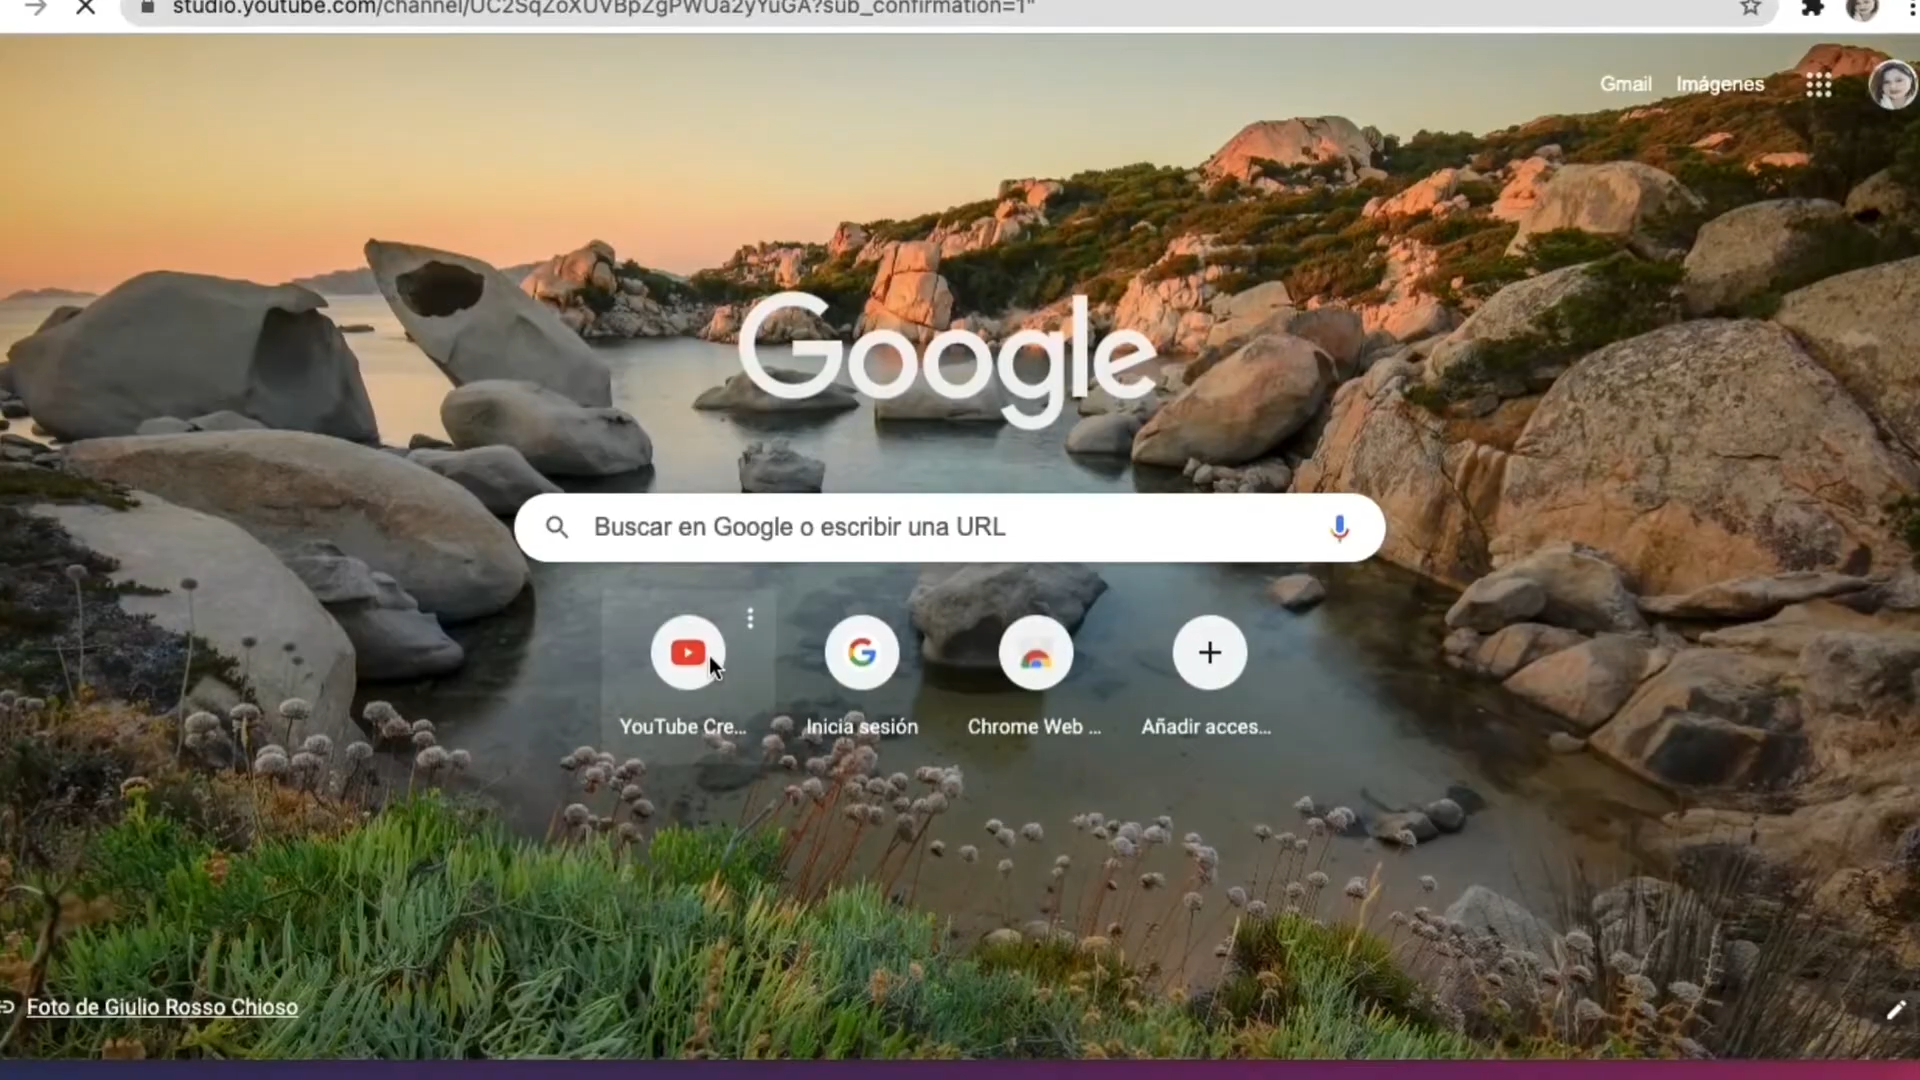 studio.youtube.com/channel/UC2SqZoXUVBpZgPWUa2yYuGA?sub_confirmation=1"
Gmail
Imágenes
Google
Buscar en Google o escribir una URL
YouTube Cre...
Inicia sesión
Chrome Web ...
Añadir acces...
Foto de Giulio Rosso Chioso